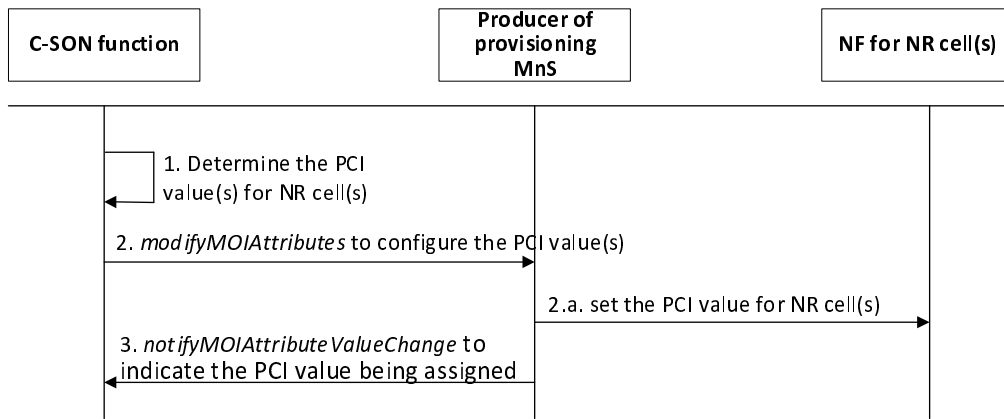 C-SON function
Producer of
provisioning
MnS
NF for NR cell(s)
1. Determine the PCI
value(s) for NR cell(s)
2. modifyMOIAttributes to configure the PCI value(s)
2.a. set the PCI value for NR cell(s)
3. notifyMOIAttributeValueChange to
indicate the PCI value being assigned